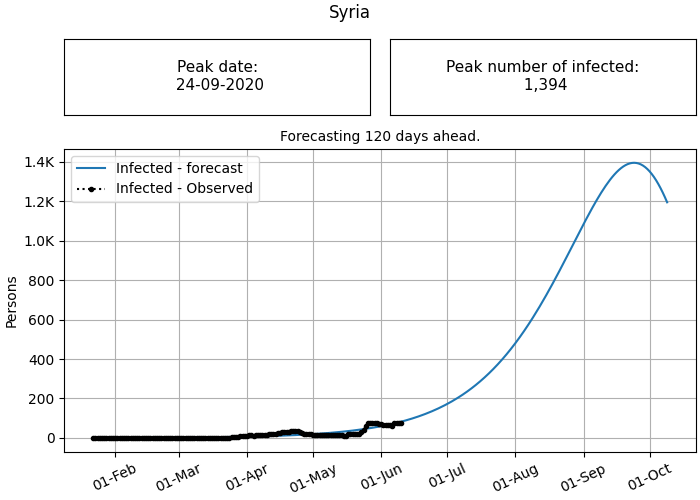 Syria
Peak date:
24-09-2020
Peak number of infected:
1,394
Forecasting 120 days ahead.
Infected - forecast
Infected - Observed
1.4K
1.2K
1.0K
800
600
400
200
0
Persons
01-Feb
01-Mar
01-Apr
01-May
01-Jun
01-Jul
01-Aug
01-Sep
01-Oct